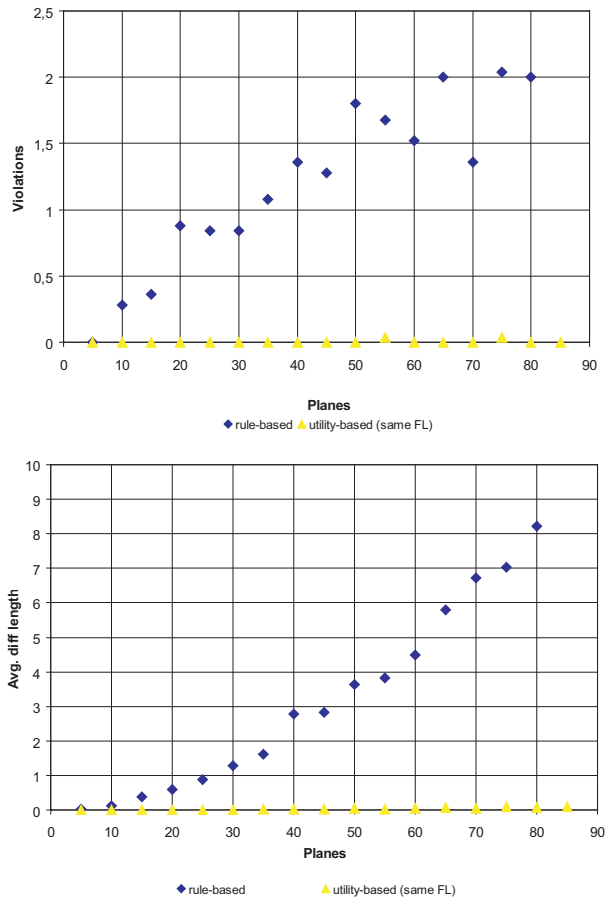 2,5
2
1,5
1
0,5
0
Violations
0 10 20 30 40 50 60 70 80 90
Planes
rule-based utility-based (same FL)
10
9
8
7
6
5
4
3
2
1
0
Avg. diff length
0 10 20 30 40 50 60 70 80 90
Planes
rule-based utility-based (same FL)